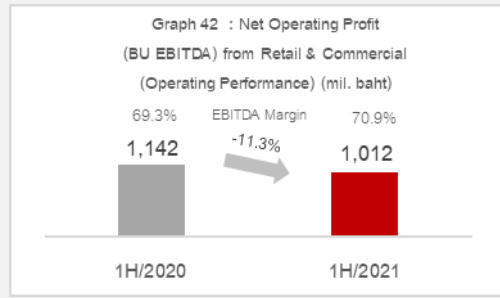 Graph 42 : Net Operating Profit
(BU EBITDA) from Retail & Commercial
(Operating Performance) (mil. baht)
69.3% EBITDA Margin 70.9%
1,142 -11.3% 1,012
1H/2020 1H/2021